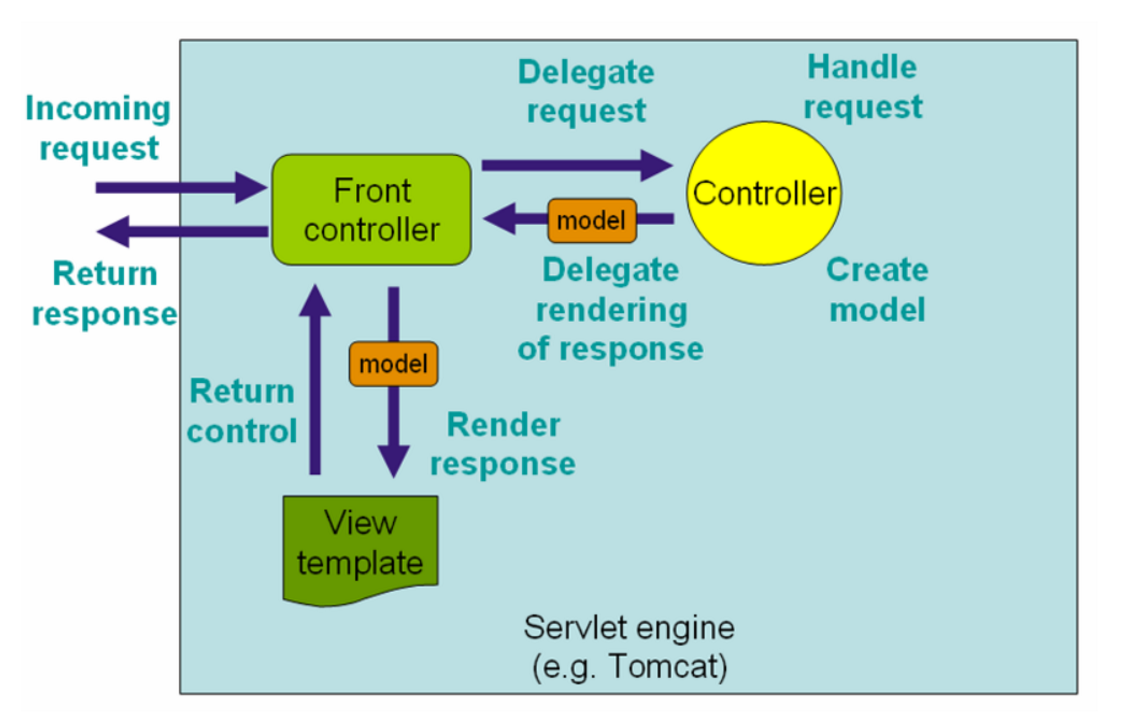 Incoming
request
Return
response
Front
controller
Delegate
request
Handle
request
Controller
model
Delegate
rendering
of response
Create
model
Return
control
model
Render
response
View
template
Servlet engine
(e.g. Tomcat)